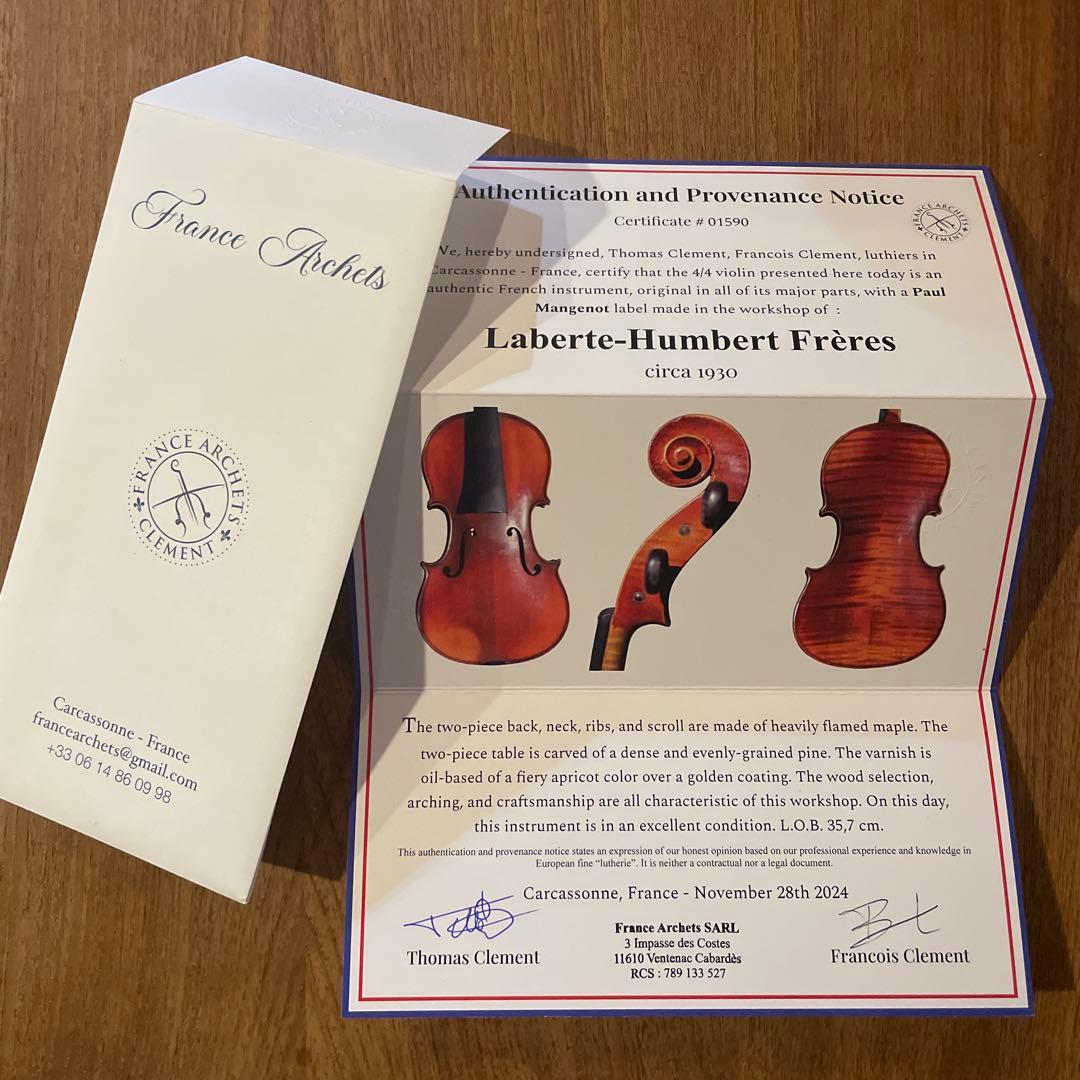 France Archets
FRANCE ARCHETS
CLEMENT
Carcassonne - France
francearchets@gmail.com
+33 06 14 86 09 98
Authentication and Provenance Notice
Certificate # 01590
FRANCE ARCHETS
CLEMENT
hereby undersigned, Thomas Clement, Francois Clement, luthiers in
Carcassonne - France, certify that the 4/4 violin presented here today is an
authentic French instrument, original in all of its major parts, with a Paul
Mangenot label made in the workshop of :
Laberte-Humbert Frères
circa 1930
The two-piece back, neck, ribs, and scroll are made of heavily flamed maple. The
two-piece table is carved of a dense and evenly-grained pine. The varnish is
oil-based of a fiery apricot color over a golden coating. The wood selection,
arching, and craftsmanship are all characteristic of this workshop. On this day,
this instrument is in an excellent condition. L.O.B. 35,7 cm.
This authentication and provenance notice states an expression of our honest opinion based on our professional experience and knowledge in
European fine “lutherie”. It is neither a contractual nor a legal document.
Carcassonne, France - November 28th 2024
Thomas Clement
France Archets SARL
3 Impasse des Costes
11610 Ventenac Cabardès
RCS : 789 133 527
Francois Clement